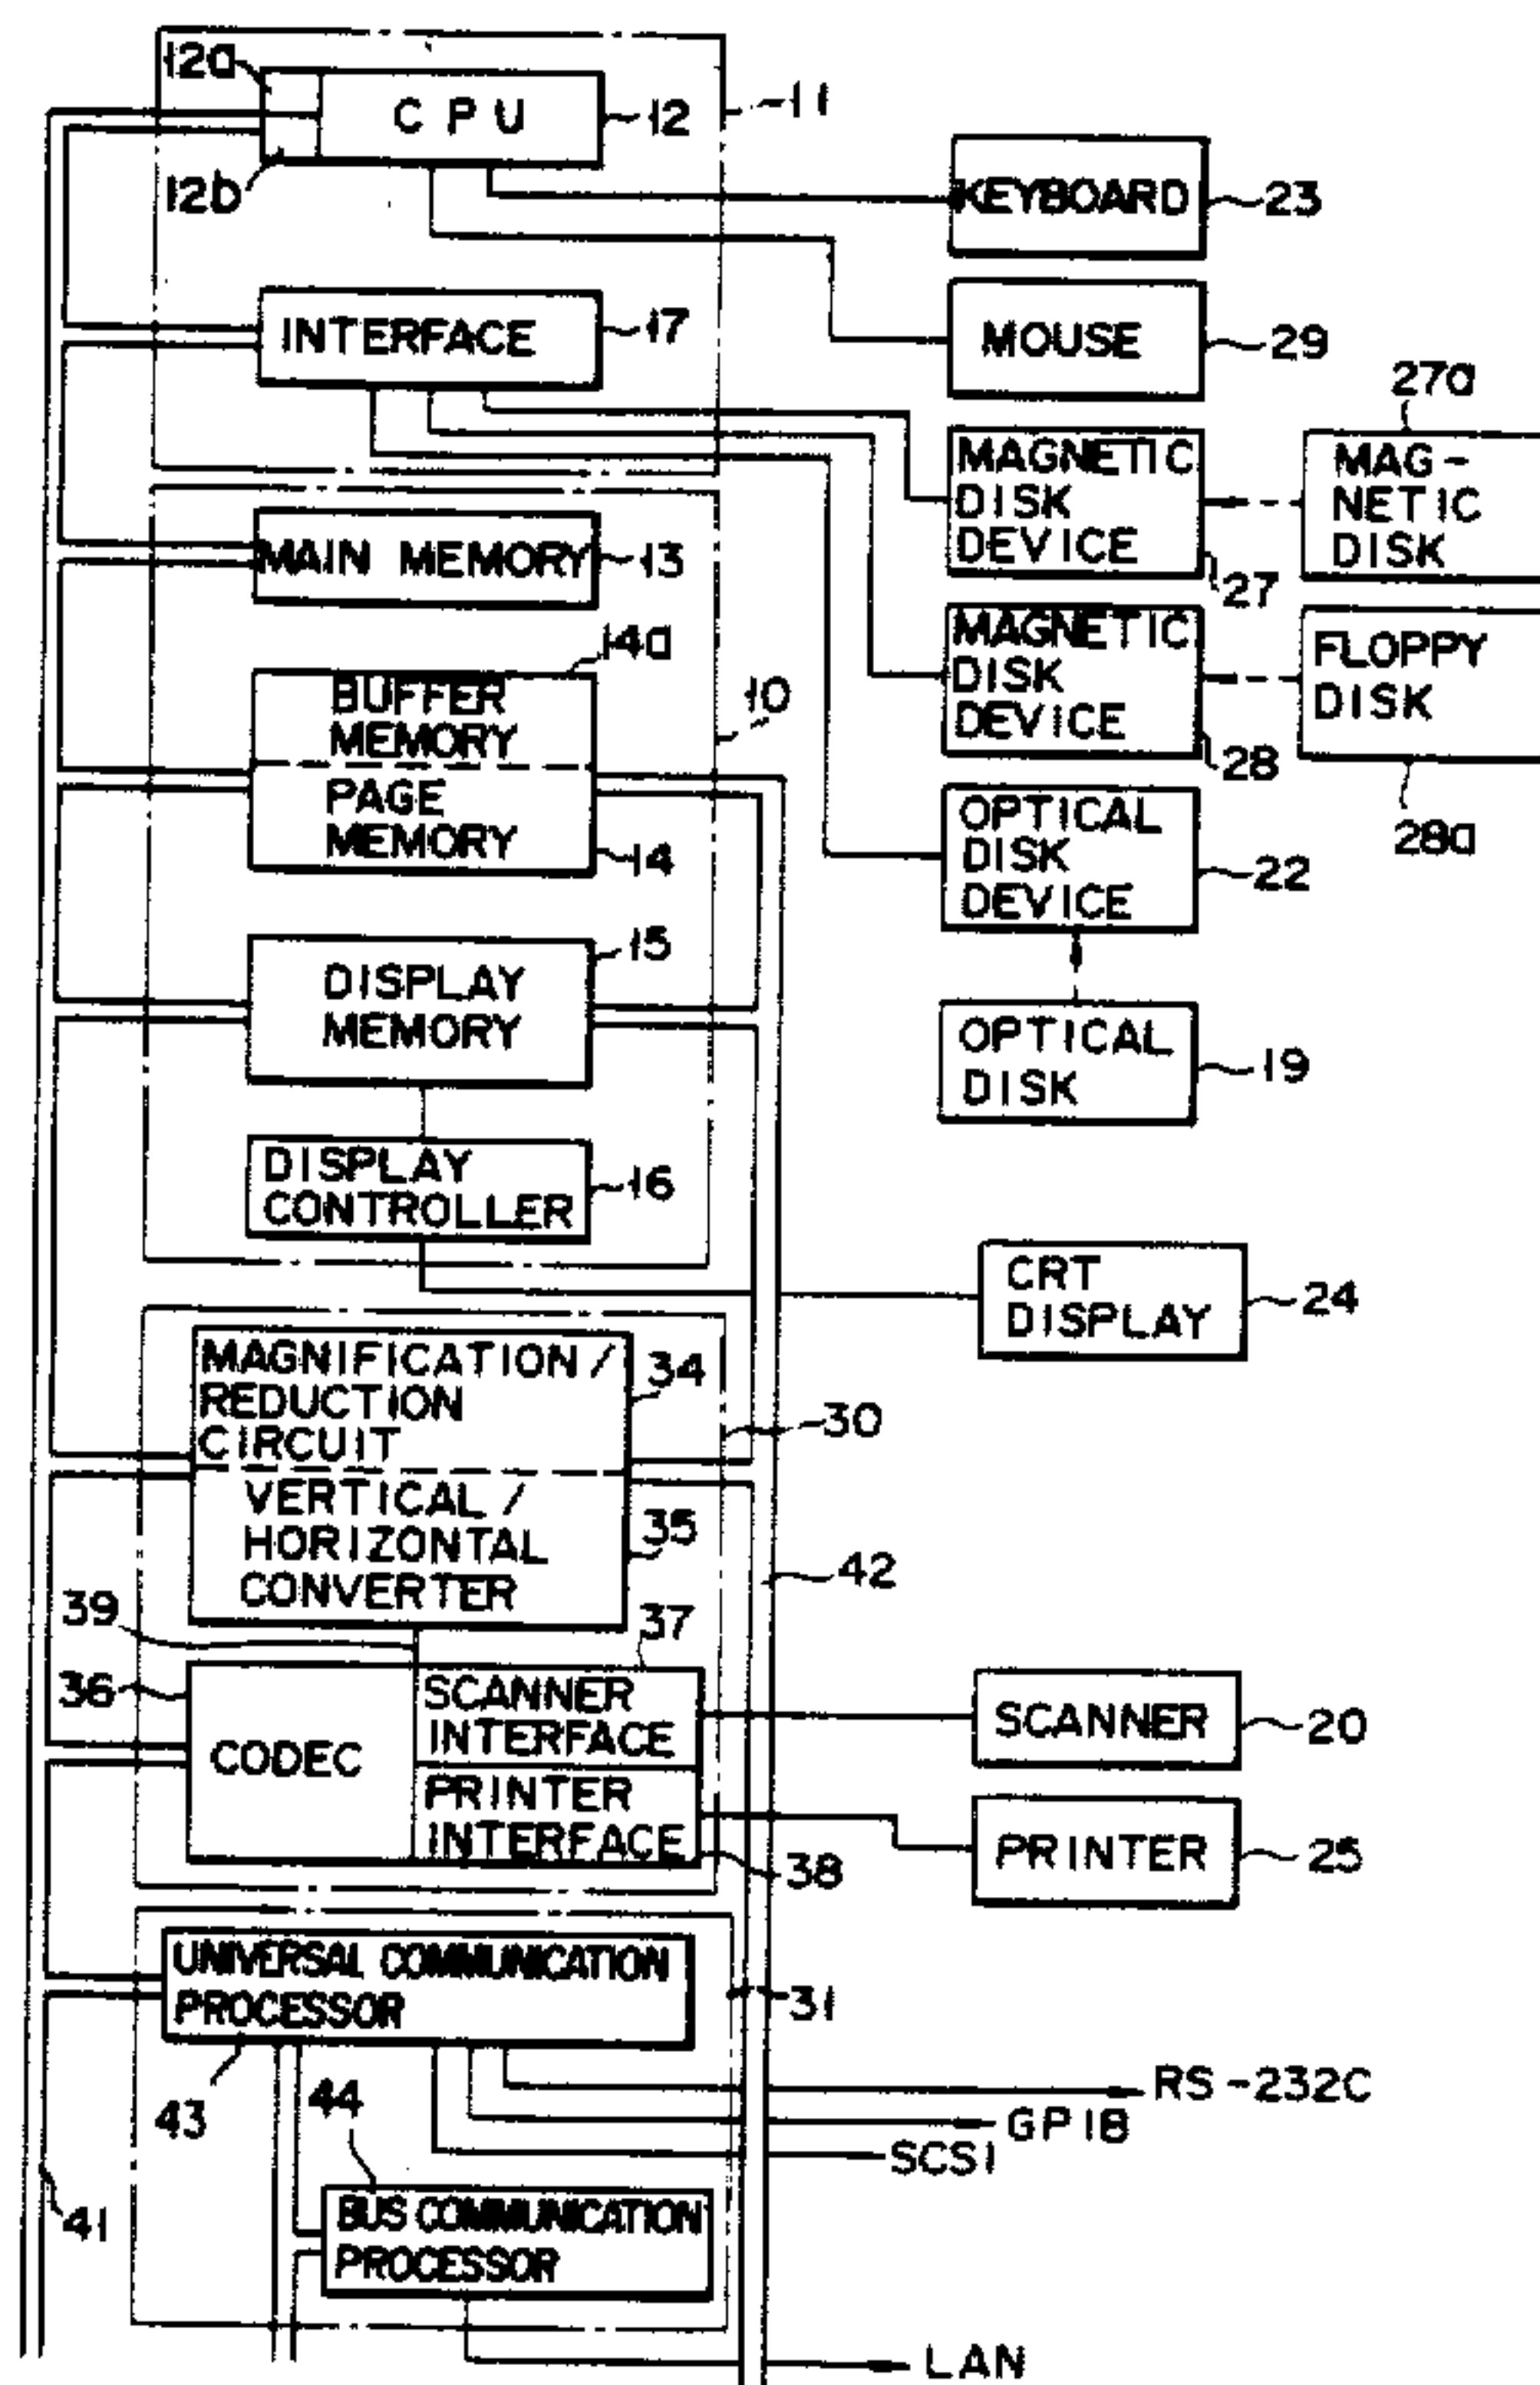 12a
CPU
12
11
12b
KEYBOARD
23
INTERFACE
17
MOUSE
29
27a
MAGNETIC
DISK
DEVICE
27
MAG-
NETIC
DISK
MAIN MEMORY
13
14a
BUFFER
MEMORY
PAGE
MEMORY
14
10
MAGNETIC
DISK
DEVICE
28
FLOPPY
DISK
28a
OPTICAL
DISK
DEVICE
22
DISPLAY
MEMORY
15
OPTICAL
DISK
19
DISPLAY
CONTROLLER
16
CRT
DISPLAY
24
MAGNIFICATION/
REDUCTION
CIRCUIT
34
30
VERTICAL/
HORIZONTAL
CONVERTER
35
42
39
37
36
CODEC
SCANNER
INTERFACE
SCANNER
20
PRINTER
INTERFACE
38
PRINTER
25
UNIVERSAL COMMUNICATION
PROCESSOR
31
43
44
RS-232C
GPIB
SCSI
41
BUS COMMUNICATION
PROCESSOR
LAN